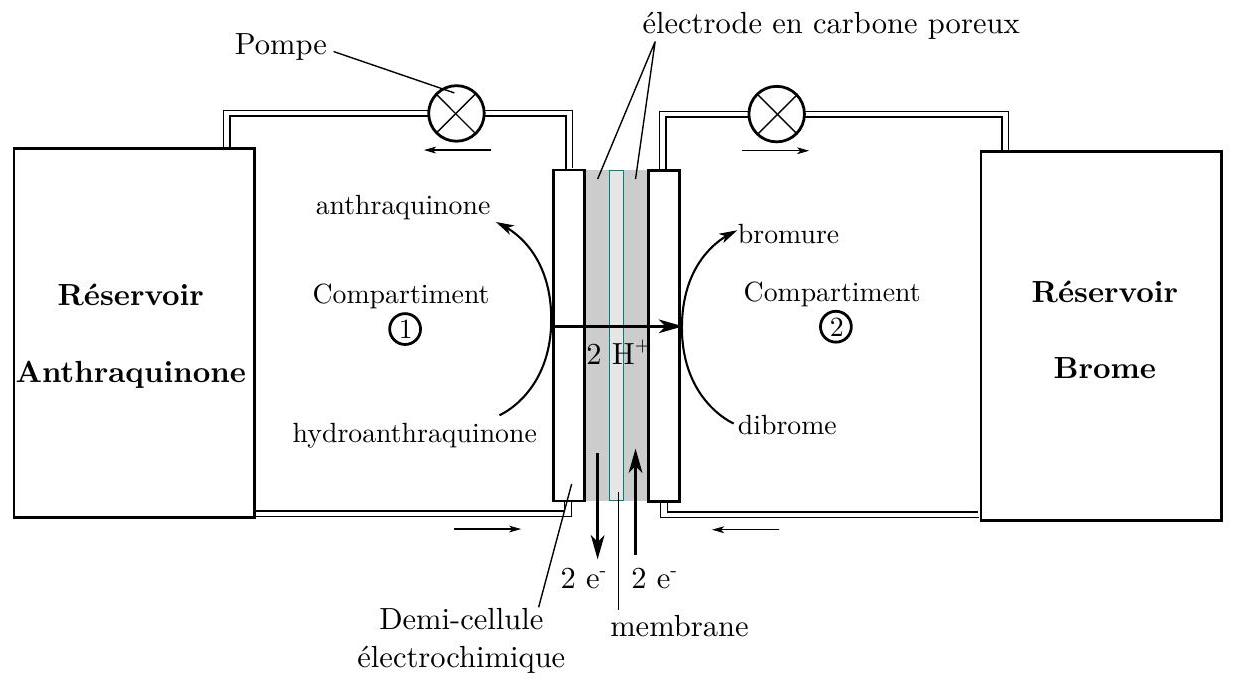 électrode en carbone poreux
Pompe
anthraquinone
bromure
Compartiment
1
Compartiment
2
Réservoir
Anthraquinone
Réservoir
Brome
2 H⁺
hydroanthraquinone
dibrome
2 e⁻
2 e⁻
Demi-cellule
électrochimique
membrane